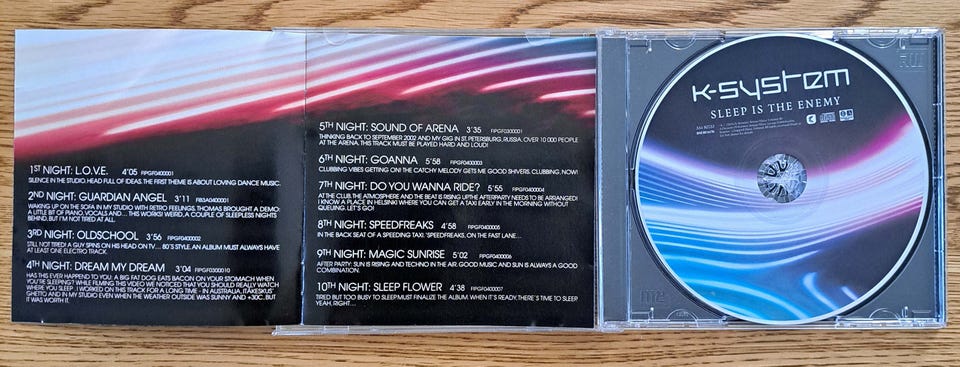 1ST NIGHT: L.O.V.E. 4'05 FIPGF0400001
SILENCE IN THE STUDIO. HEAD FULL OF IDEAS. THE FIRST THEME IS ABOUT LOVING DANCE MUSIC.
2ND NIGHT: GUARDIAN ANGEL 3'11 FIB3A0400001
WAKING UP ON THE SOFA IN MY STUDIO WITH RETRO FEELINGS. THOMAS BROUGHT A DEMO:
A LITTLE BIT OF PIANO, VOCALS AND.... THIS WORKS! WEIRD, A COUPLE OF SLEEPLESS NIGHTS
BEHIND, BUT I'M NOT TIRED AT ALL.
3RD NIGHT: OLDSCHOOL 3'56 FIPGF0400002
STILL NOT TIRED! A GUY SPINS ON HIS HEAD ON TV.... 80'S STYLE. AN ALBUM MUST ALWAYS HAVE
AT LEAST ONE ELECTRO TRACK.
4TH NIGHT: DREAM MY DREAM 3'04 FIPGF0300010
HAS THIS EVER HAPPENED TO YOU: A BIG FAT DOG EATS BACON ON YOUR STOMACH WHEN
YOU'RE SLEEPING? WHILE FILMING THIS VIDEO WE NOTICED THAT YOU SHOULD REALLY WATCH
WHERE YOU SLEEP. I WORKED ON THIS TRACK FOR A LONG TIME - IN AUSTRALIA, ITÄKESKUS'
GHETTO AND IN MY STUDIO EVEN WHEN THE WEATHER OUTSIDE WAS SUNNY AND +30C...BUT
IT WAS WORTH IT.
5TH NIGHT: SOUND OF ARENA 3'35 FIPGF0300001
THINKING BACK TO SEPTEMBER 2002 AND MY GIG IN ST. PETERSBURG, RUSSIA. OVER 10 000 PEOPLE
AT THE ARENA. THIS TRACK MUST BE PLAYED HARD AND LOUD!
6TH NIGHT: GOANNA 5'58 FIPGF0400003
CLUBBING VIBES GETTING ON! THE CATCHY MELODY GETS ME GOOD SHIVERS. CLUBBING. NOW!
7TH NIGHT: DO YOU WANNA RIDE? 5'55 FIPGF0400004
AT THE CLUB. THE ATMOSPHERE AND THE BEAT IS RISING UP.THE AFTERPARTY NEEDS TO BE ARRANGED!
I KNOW A PLACE IN HELSINKI WHERE YOU CAN GET A TAXI EARLY IN THE MORNING WITHOUT
QUEUING. LET'S GO!
8TH NIGHT: SPEEDFREAKS 4'58 FIPGF0400005
IN THE BACK SEAT OF A SPEEDING TAXI. 'SPEEDFREAKS, ON THE FAST LANE....
9TH NIGHT: MAGIC SUNRISE 5'02 FIPGF0400006
AFTER PARTY. SUN IS RISING AND TECHNO IN THE AIR. GOOD MUSIC AND SUN IS ALWAYS A GOOD
COMBINATION.
10TH NIGHT: SLEEP FLOWER 4'38 FIPGF0400007
TIRED BUT TOO BUSY TO SLEEP.MUST FINALIZE THE ALBUM. WHEN IT'S READY, THERE'S TIME TO SLEEP.
YEAH, RIGHT....
K-SYSTEM
SLEEP IS THE ENEMY